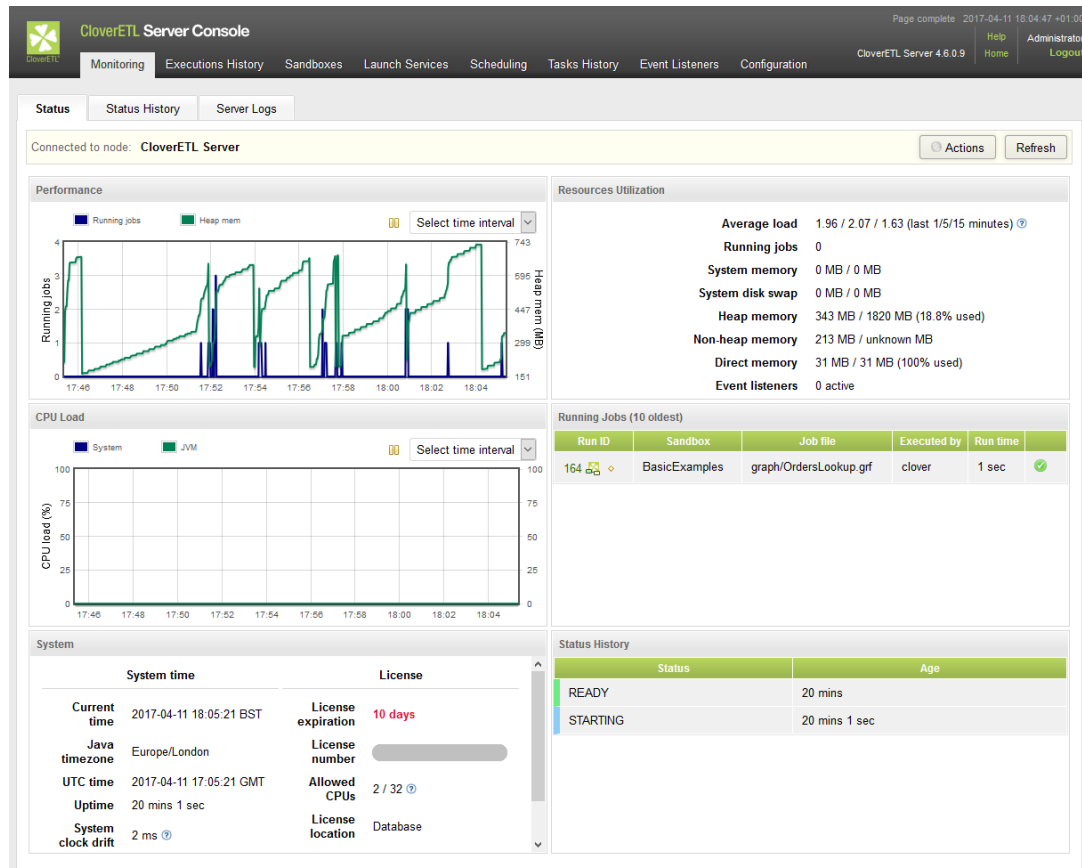 Page complete 2017-04-11 18:04:47 +01:00
CloverETL Server Console
CloverETL
CloverETL Server 4.6.0.9
Help
Home
Administrator
Logout
Monitoring Executions History Sandboxes Launch Services Scheduling Tasks History Event Listeners Configuration
Status Status History Server Logs
Connected to node: CloverETL Server
Actions Refresh
Performance
Running jobs Heap mem
Select time interval
4 743
3 595
2 447
1 299
0 151
Running jobs
Heap mem (MB)
17:46 17:48 17:50 17:52 17:54 17:56 17:58 18:00 18:02 18:04
Resources Utilization
Average load 1.96 / 2.07 / 1.63 (last 1/5/15 minutes)
Running jobs 0
System memory 0 MB / 0 MB
System disk swap 0 MB / 0 MB
Heap memory 343 MB / 1820 MB (18.8% used)
Non-heap memory 213 MB / unknown MB
Direct memory 31 MB / 31 MB (100% used)
Event listeners 0 active
CPU Load
System JVM
Select time interval
100 100
75 75
50 50
25 25
0 0
CPU load (%)
17:46 17:48 17:50 17:52 17:54 17:56 17:58 18:00 18:02 18:04
Running Jobs (10 oldest)
Run ID Sandbox Job file Executed by Run time
164 BasicExamples graph/OrdersLookup.grf clover 1 sec
System
System time
Current time 2017-04-11 18:05:21 BST
Java timezone Europe/London
UTC time 2017-04-11 17:05:21 GMT
Uptime 20 mins 1 sec
System clock drift 2 ms
License
License expiration 10 days
License number
Allowed CPUs 2 / 32
License location Database
Status History
Status Age
READY 20 mins
STARTING 20 mins 1 sec